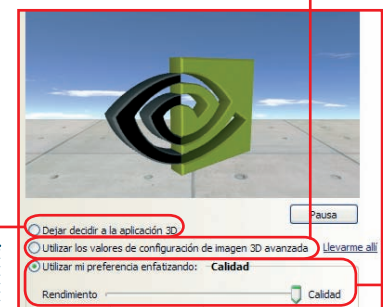 Pausa
Dejar decidir a la aplicación 3D
Utilizar los valores de configuración de imagen 3D avanzada Llevarme allí
Utilizar mi preferencia enfatizando: Calidad
Rendimiento Calidad